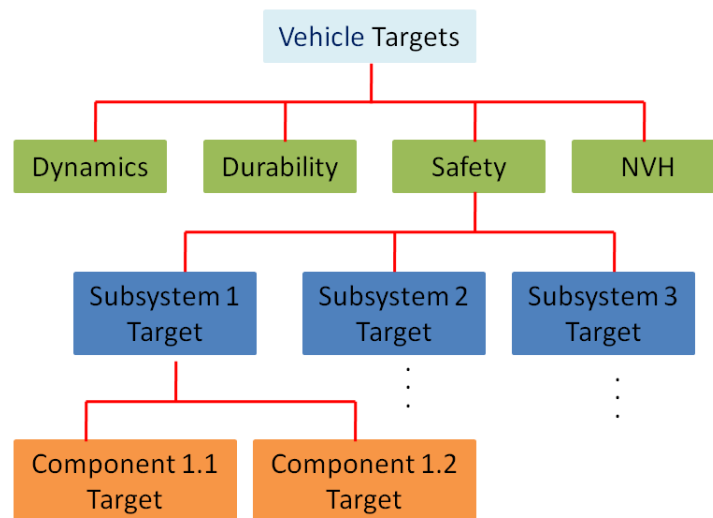 Vehicle Targets
Dynamics
Durability
Safety
NVH
Subsystem 1
Target
Subsystem 2
Target
Subsystem 3
Target
Component 1.1
Target
Component 1.2
Target